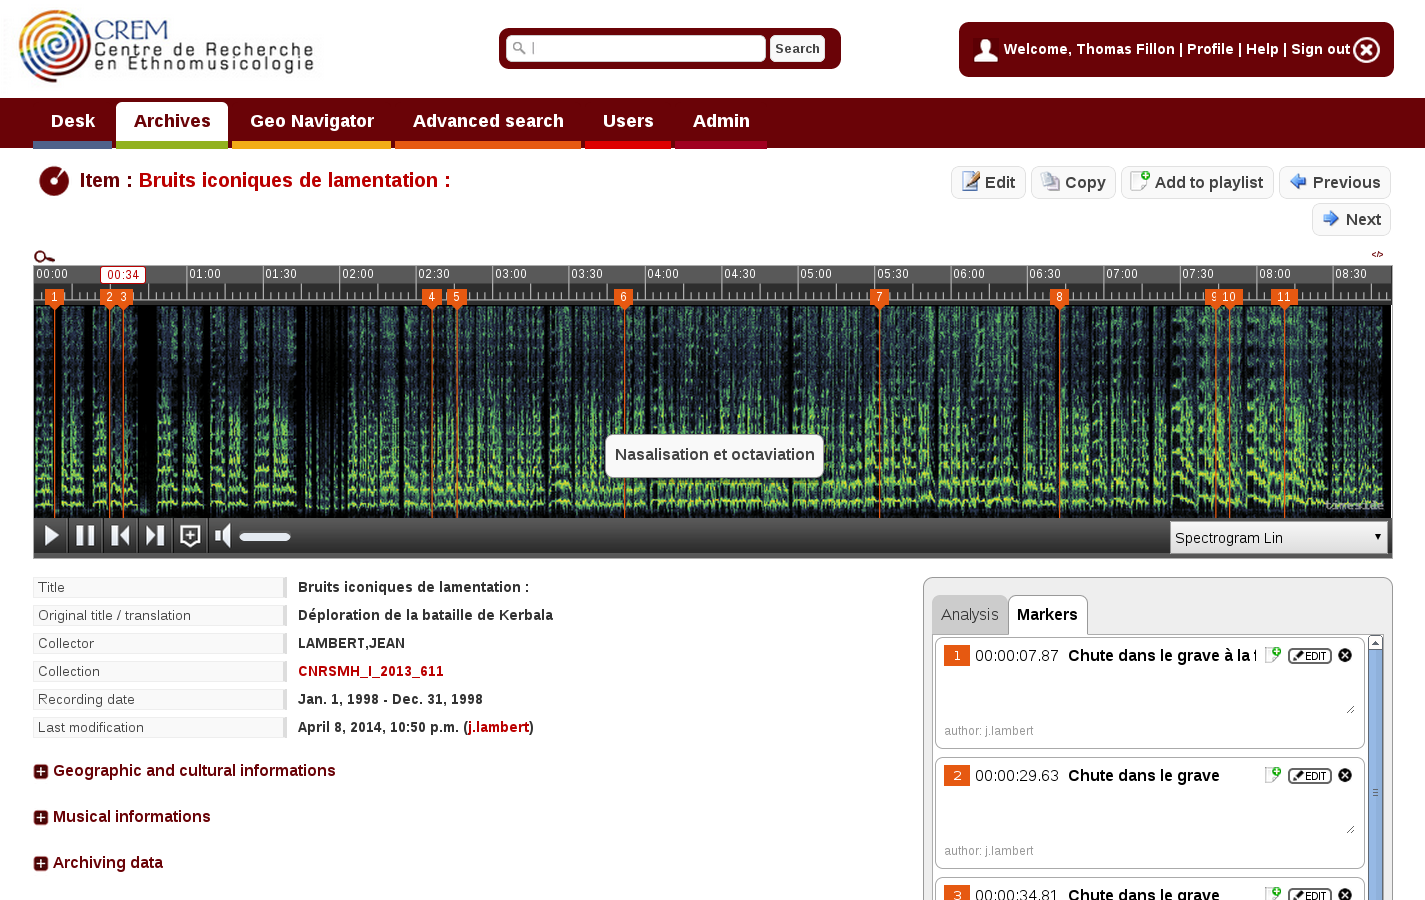 CREM
Centre de Recherche
en Ethnomusicologie
Search
Welcome, Thomas Fillon | Profile | Help | Sign out
Desk
Archives
Geo Navigator
Advanced search
Users
Admin
Item : Bruits iconiques de lamentation :
Edit
Copy
Add to playlist
Previous
Next
</>
00:00
00:34
01:00
01:30
02:00
02:30
03:00
03:30
04:00
04:30
05:00
05:30
06:00
06:30
07:00
07:30
08:00
08:30
1
2
3
4
5
6
7
8
9
10
11
Nasalisation et octaviation
Spectrogram Lin
Title
Bruits iconiques de lamentation :
Original title / translation
Déploration de la bataille de Kerbala
Collector
LAMBERT,JEAN
Collection
CNRSMH_I_2013_611
Recording date
Jan. 1, 1998 - Dec. 31, 1998
Last modification
April 8, 2014, 10:50 p.m. (j.lambert)
Geographic and cultural informations
Musical informations
Archiving data
Analysis
Markers
1 00:00:07.87 Chute dans le grave à la
EDIT
author: j.lambert
2 00:00:29.63 Chute dans le grave
EDIT
author: j.lambert
3 00:00:34.81 Chute dans le grave
EDIT